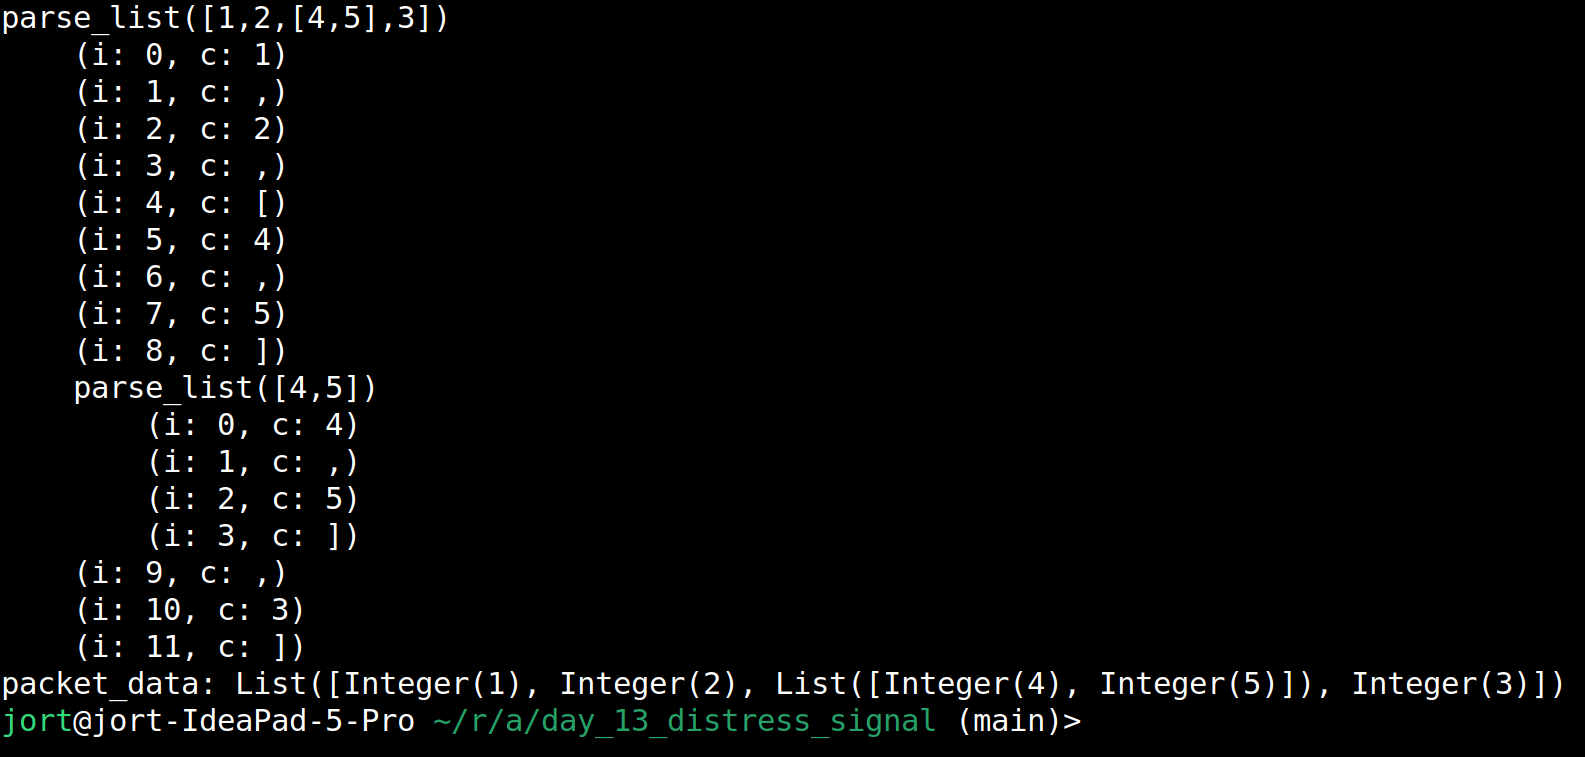 parse_list([1,2,[4,5],3])
    (i: 0, c: 1)
    (i: 1, c: ,)
    (i: 2, c: 2)
    (i: 3, c: ,)
    (i: 4, c: [)
    (i: 5, c: 4)
    (i: 6, c: ,)
    (i: 7, c: 5)
    (i: 8, c: ])
    parse_list([4,5])
        (i: 0, c: 4)
        (i: 1, c: ,)
        (i: 2, c: 5)
        (i: 3, c: ])
    (i: 9, c: ,)
    (i: 10, c: 3)
    (i: 11, c: ])
packet_data: List([Integer(1), Integer(2), List([Integer(4), Integer(5)]), Integer(3)])
jort@jort-IdeaPad-5-Pro ~/r/a/day_13_distress_signal (main)>